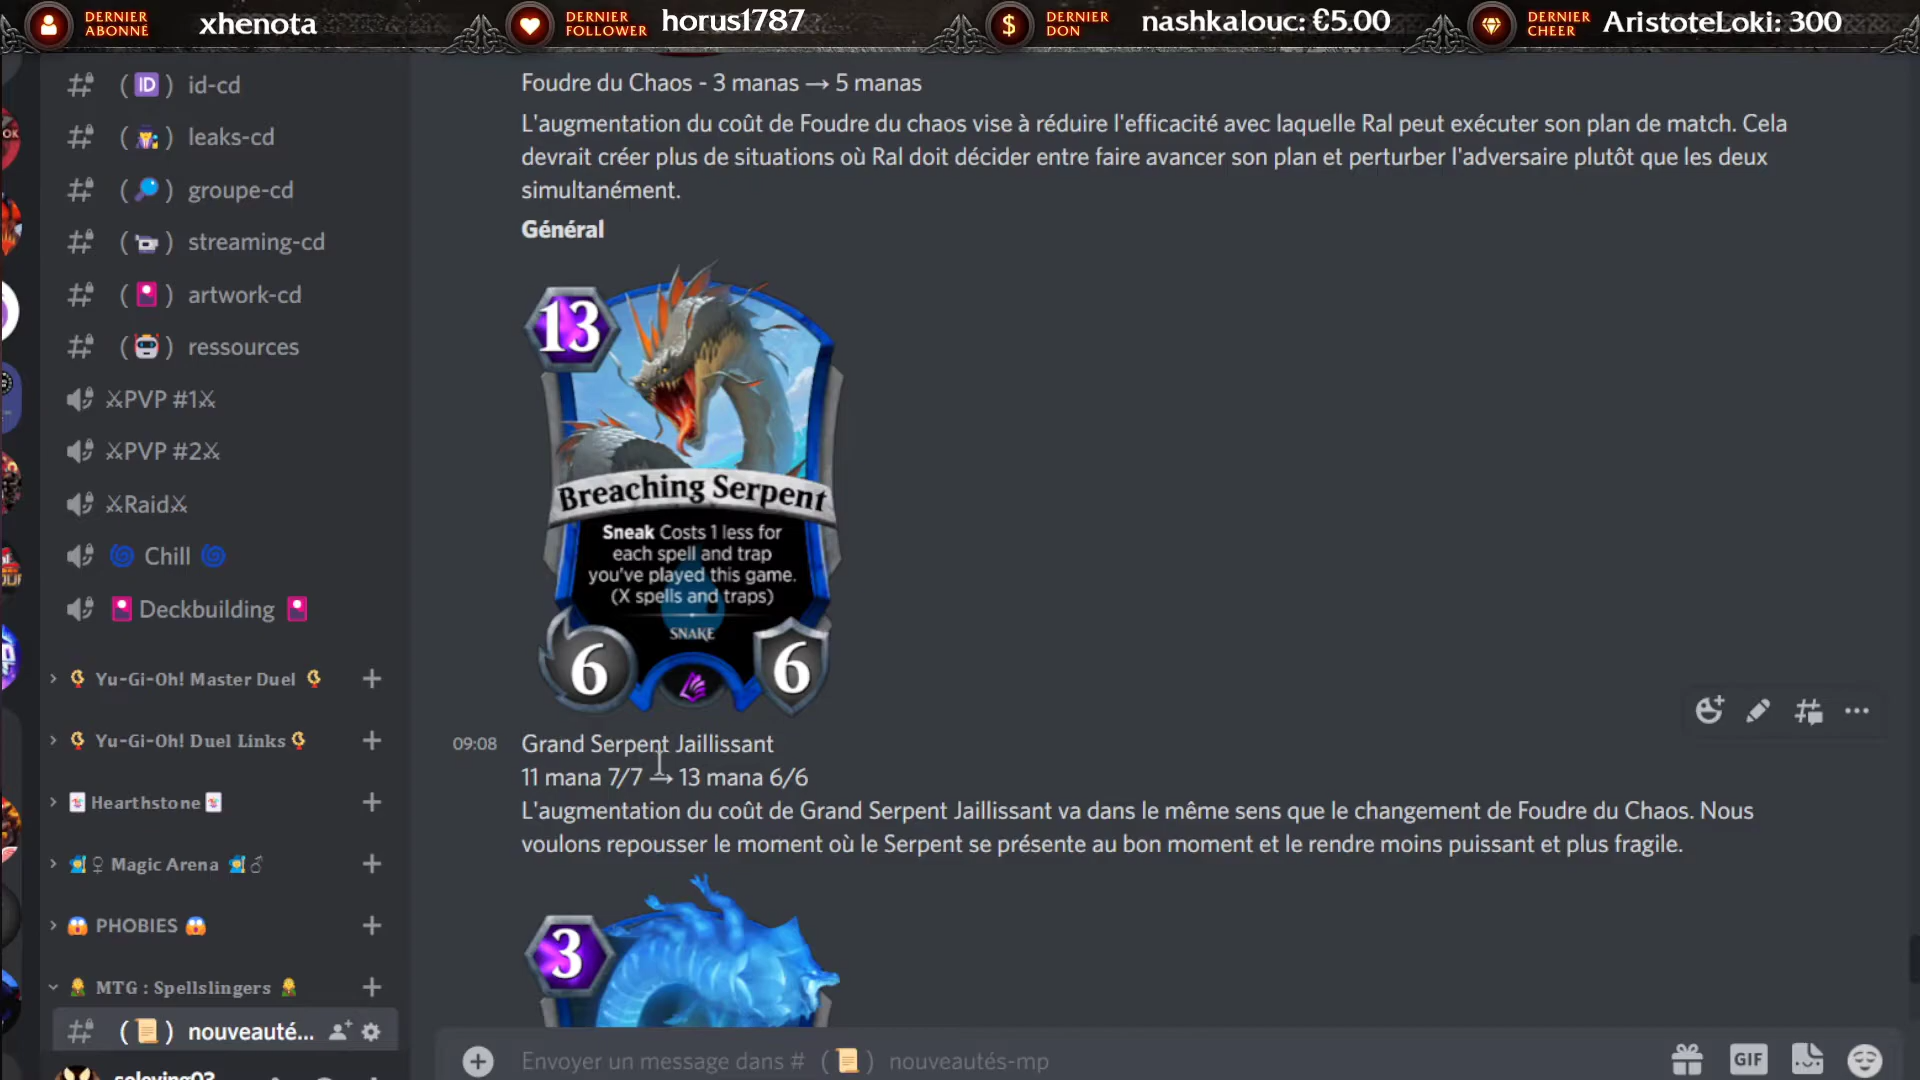 DERNIER ABONNÉ xhenota
DERNIER FOLLOWER horus1787
DERNIER DON nashkalouc: €5.00
DERNIER CHEER AristoteLoki: 300
id-cd
leaks-cd
groupe-cd
streaming-cd
artwork-cd
ressources
⚔PVP #1⚔
⚔PVP #2⚔
⚔Raid⚔
Chill
Deckbuilding
Yu-Gi-Oh! Master Duel
Yu-Gi-Oh! Duel Links
Hearthstone
Magic Arena
PHOBIES
MTG : Spellslingers
nouveauté...
Foudre du Chaos - 3 manas → 5 manas
L'augmentation du coût de Foudre du chaos vise à réduire l'efficacité avec laquelle Ral peut exécuter son plan de match. Cela
devrait créer plus de situations où Ral doit décider entre faire avancer son plan et perturber l'adversaire plutôt que les deux
simultanément.
Général
13
Breaching Serpent
Sneak Costs 1 less for
each spell and trap
you've played this game.
(X spells and traps)
SNAKE
6 6
09:08 Grand Serpent Jaillissant
11 mana 7/7 → 13 mana 6/6
L'augmentation du coût de Grand Serpent Jaillissant va dans le même sens que le changement de Foudre du Chaos. Nous
voulons repousser le moment où le Serpent se présente au bon moment et le rendre moins puissant et plus fragile.
3
Envoyer un message dans # nouveautés-mp
GIF